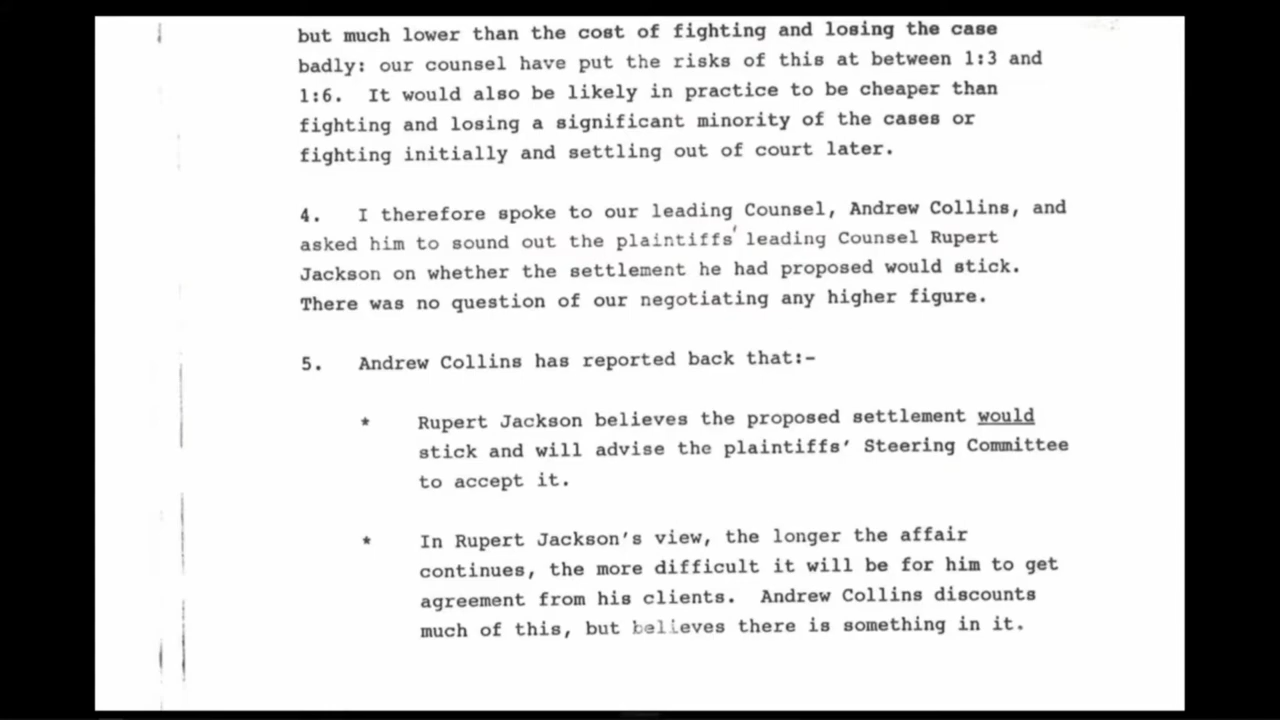 but much lower than the cost of fighting and losing the case
badly: our counsel have put the risks of this at between 1:3 and
1:6. It would also be likely in practice to be cheaper than
fighting and losing a significant minority of the cases or
fighting initially and settling out of court later.
4. I therefore spoke to our leading Counsel, Andrew Collins, and
asked him to sound out the plaintiffs' leading Counsel Rupert
Jackson on whether the settlement he had proposed would stick.
There was no question of our negotiating any higher figure.
5. Andrew Collins has reported back that:-
* Rupert Jackson believes the proposed settlement would
stick and will advise the plaintiffs' Steering Committee
to accept it.
* In Rupert Jackson's view, the longer the affair
continues, the more difficult it will be for him to get
agreement from his clients. Andrew Collins discounts
much of this, but believes there is something in it.